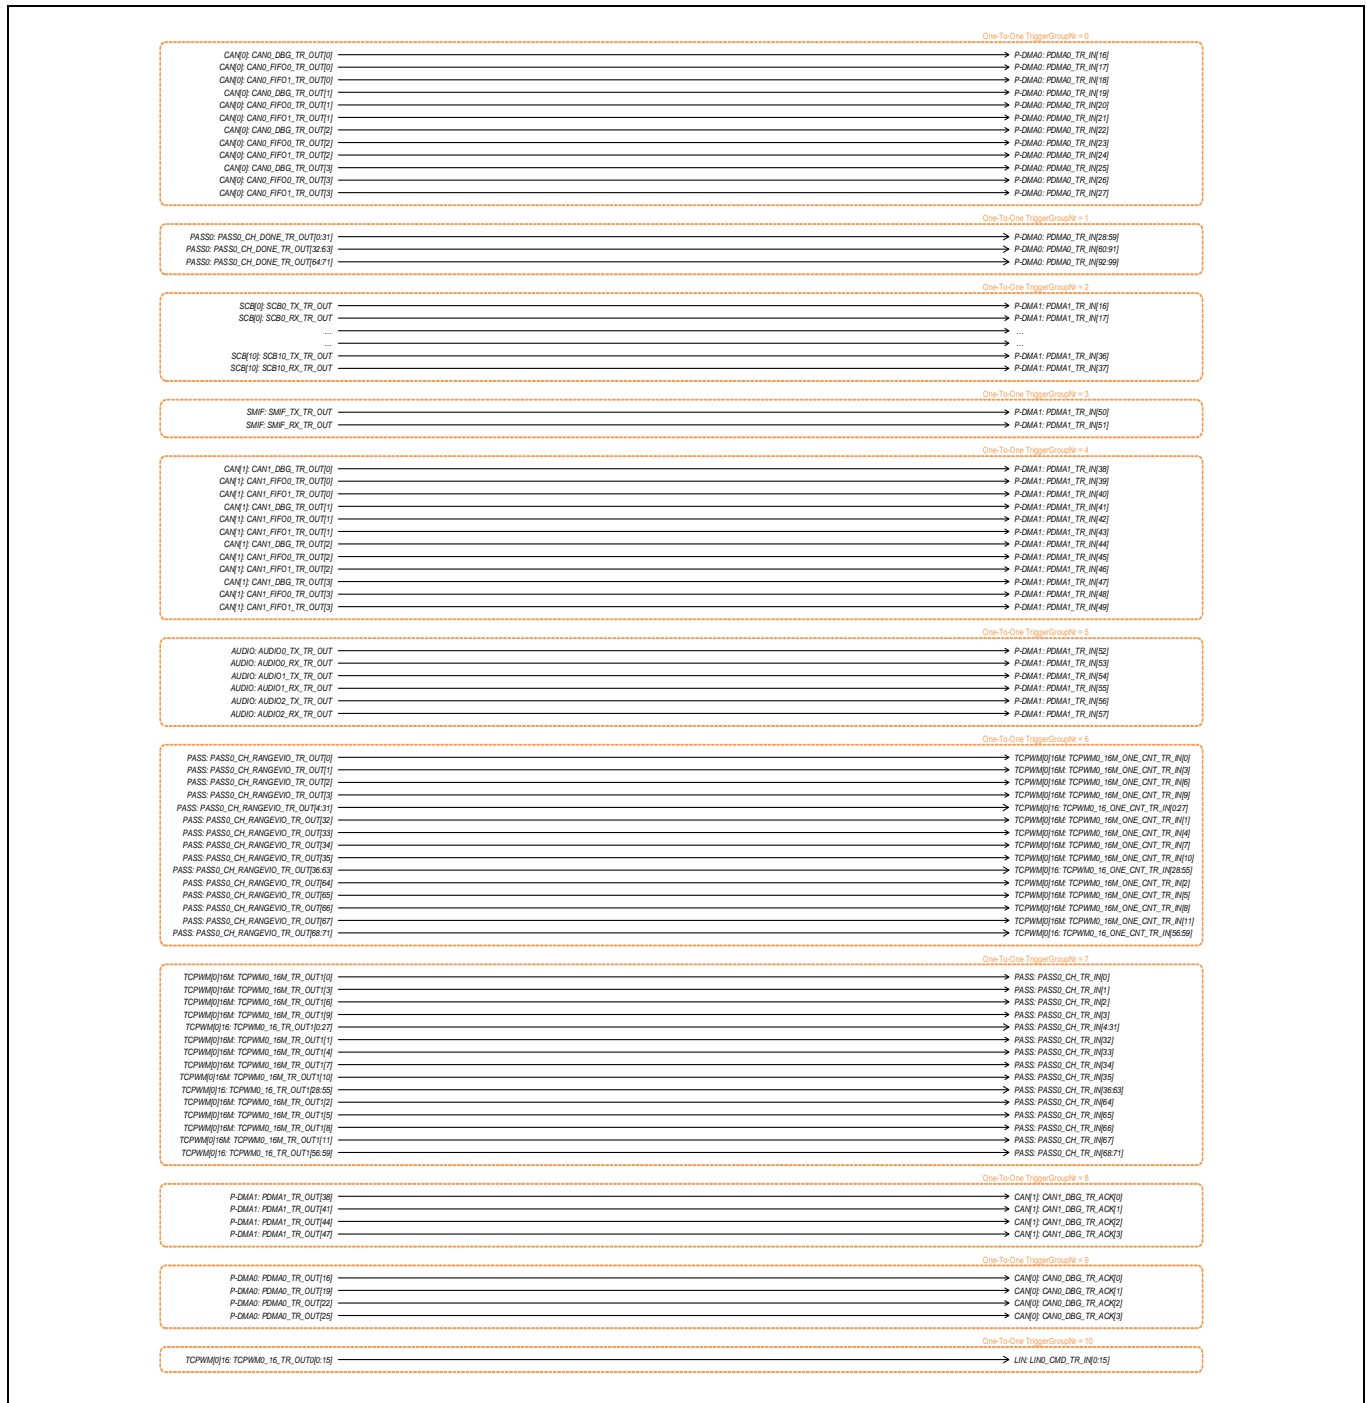 One-To-One TriggerGroupNr = 0
CAN[0]: CAN0_DBG_TR_OUT[0] P-DMA0: PDMA0_TR_IN[16]
CAN[0]: CAN0_FIFO0_TR_OUT[0] P-DMA0: PDMA0_TR_IN[17]
CAN[0]: CAN0_FIFO1_TR_OUT[0] P-DMA0: PDMA0_TR_IN[18]
CAN[0]: CAN0_DBG_TR_OUT[1] P-DMA0: PDMA0_TR_IN[19]
CAN[0]: CAN0_FIFO0_TR_OUT[1] P-DMA0: PDMA0_TR_IN[20]
CAN[0]: CAN0_FIFO1_TR_OUT[1] P-DMA0: PDMA0_TR_IN[21]
CAN[0]: CAN0_DBG_TR_OUT[2] P-DMA0: PDMA0_TR_IN[22]
CAN[0]: CAN0_FIFO0_TR_OUT[2] P-DMA0: PDMA0_TR_IN[23]
CAN[0]: CAN0_FIFO1_TR_OUT[2] P-DMA0: PDMA0_TR_IN[24]
CAN[0]: CAN0_DBG_TR_OUT[3] P-DMA0: PDMA0_TR_IN[25]
CAN[0]: CAN0_FIFO0_TR_OUT[3] P-DMA0: PDMA0_TR_IN[26]
CAN[0]: CAN0_FIFO1_TR_OUT[3] P-DMA0: PDMA0_TR_IN[27]
One-To-One TriggerGroupNr = 1
PASS0: PASS0_CH_DONE_TR_OUT[0:31] P-DMA0: PDMA0_TR_IN[28:59]
PASS0: PASS0_CH_DONE_TR_OUT[32:63] P-DMA0: PDMA0_TR_IN[60:91]
PASS0: PASS0_CH_DONE_TR_OUT[64:71] P-DMA0: PDMA0_TR_IN[92:99]
One-To-One TriggerGroupNr = 2
SCB[0]: SCB0_TX_TR_OUT P-DMA1: PDMA1_TR_IN[16]
SCB[0]: SCB0_RX_TR_OUT P-DMA1: PDMA1_TR_IN[17]
... ...
... ...
SCB[10]: SCB10_TX_TR_OUT P-DMA1: PDMA1_TR_IN[36]
SCB[10]: SCB10_RX_TR_OUT P-DMA1: PDMA1_TR_IN[37]
One-To-One TriggerGroupNr = 3
SMIF: SMIF_TX_TR_OUT P-DMA1: PDMA1_TR_IN[50]
SMIF: SMIF_RX_TR_OUT P-DMA1: PDMA1_TR_IN[51]
One-To-One TriggerGroupNr = 4
CAN[1]: CAN1_DBG_TR_OUT[0] P-DMA1: PDMA1_TR_IN[38]
CAN[1]: CAN1_FIFO0_TR_OUT[0] P-DMA1: PDMA1_TR_IN[39]
CAN[1]: CAN1_FIFO1_TR_OUT[0] P-DMA1: PDMA1_TR_IN[40]
CAN[1]: CAN1_DBG_TR_OUT[1] P-DMA1: PDMA1_TR_IN[41]
CAN[1]: CAN1_FIFO0_TR_OUT[1] P-DMA1: PDMA1_TR_IN[42]
CAN[1]: CAN1_FIFO1_TR_OUT[1] P-DMA1: PDMA1_TR_IN[43]
CAN[1]: CAN1_DBG_TR_OUT[2] P-DMA1: PDMA1_TR_IN[44]
CAN[1]: CAN1_FIFO0_TR_OUT[2] P-DMA1: PDMA1_TR_IN[45]
CAN[1]: CAN1_FIFO1_TR_OUT[2] P-DMA1: PDMA1_TR_IN[46]
CAN[1]: CAN1_DBG_TR_OUT[3] P-DMA1: PDMA1_TR_IN[47]
CAN[1]: CAN1_FIFO0_TR_OUT[3] P-DMA1: PDMA1_TR_IN[48]
CAN[1]: CAN1_FIFO1_TR_OUT[3] P-DMA1: PDMA1_TR_IN[49]
One-To-One TriggerGroupNr = 5
AUDIO: AUDIO0_TX_TR_OUT P-DMA1: PDMA1_TR_IN[52]
AUDIO: AUDIO0_RX_TR_OUT P-DMA1: PDMA1_TR_IN[53]
AUDIO: AUDIO1_TX_TR_OUT P-DMA1: PDMA1_TR_IN[54]
AUDIO: AUDIO1_RX_TR_OUT P-DMA1: PDMA1_TR_IN[55]
AUDIO: AUDIO2_TX_TR_OUT P-DMA1: PDMA1_TR_IN[56]
AUDIO: AUDIO2_RX_TR_OUT P-DMA1: PDMA1_TR_IN[57]
One-To-One TriggerGroupNr = 6
PASS: PASS0_CH_RANGEVIO_TR_OUT[0] TCPWM[0]16M: TCPWM0_16M_ONE_CNT_TR_IN[0]
PASS: PASS0_CH_RANGEVIO_TR_OUT[1] TCPWM[0]16M: TCPWM0_16M_ONE_CNT_TR_IN[3]
PASS: PASS0_CH_RANGEVIO_TR_OUT[2] TCPWM[0]16M: TCPWM0_16M_ONE_CNT_TR_IN[6]
PASS: PASS0_CH_RANGEVIO_TR_OUT[3] TCPWM[0]16M: TCPWM0_16M_ONE_CNT_TR_IN[9]
PASS: PASS0_CH_RANGEVIO_TR_OUT[4:31] TCPWM[0]16: TCPWM0_16_ONE_CNT_TR_IN[0:27]
PASS: PASS0_CH_RANGEVIO_TR_OUT[32] TCPWM[0]16M: TCPWM0_16M_ONE_CNT_TR_IN[1]
PASS: PASS0_CH_RANGEVIO_TR_OUT[33] TCPWM[0]16M: TCPWM0_16M_ONE_CNT_TR_IN[4]
PASS: PASS0_CH_RANGEVIO_TR_OUT[34] TCPWM[0]16M: TCPWM0_16M_ONE_CNT_TR_IN[7]
PASS: PASS0_CH_RANGEVIO_TR_OUT[35] TCPWM[0]16M: TCPWM0_16M_ONE_CNT_TR_IN[10]
PASS: PASS0_CH_RANGEVIO_TR_OUT[36:63] TCPWM[0]16: TCPWM0_16_ONE_CNT_TR_IN[28:55]
PASS: PASS0_CH_RANGEVIO_TR_OUT[64] TCPWM[0]16M: TCPWM0_16M_ONE_CNT_TR_IN[2]
PASS: PASS0_CH_RANGEVIO_TR_OUT[65] TCPWM[0]16M: TCPWM0_16M_ONE_CNT_TR_IN[5]
PASS: PASS0_CH_RANGEVIO_TR_OUT[66] TCPWM[0]16M: TCPWM0_16M_ONE_CNT_TR_IN[8]
PASS: PASS0_CH_RANGEVIO_TR_OUT[67] TCPWM[0]16M: TCPWM0_16M_ONE_CNT_TR_IN[11]
PASS: PASS0_CH_RANGEVIO_TR_OUT[68:71] TCPWM[0]16: TCPWM0_16_ONE_CNT_TR_IN[56:59]
One-To-One TriggerGroupNr = 7
TCPWM[0]16M: TCPWM0_16M_TR_OUT1[0] PASS: PASS0_CH_TR_IN[0]
TCPWM[0]16M: TCPWM0_16M_TR_OUT1[3] PASS: PASS0_CH_TR_IN[1]
TCPWM[0]16M: TCPWM0_16M_TR_OUT1[6] PASS: PASS0_CH_TR_IN[2]
TCPWM[0]16M: TCPWM0_16M_TR_OUT1[9] PASS: PASS0_CH_TR_IN[3]
TCPWM[0]16: TCPWM0_16_TR_OUT1[0:27] PASS: PASS0_CH_TR_IN[4:31]
TCPWM[0]16M: TCPWM0_16M_TR_OUT1[1] PASS: PASS0_CH_TR_IN[32]
TCPWM[0]16M: TCPWM0_16M_TR_OUT1[4] PASS: PASS0_CH_TR_IN[33]
TCPWM[0]16M: TCPWM0_16M_TR_OUT1[7] PASS: PASS0_CH_TR_IN[34]
TCPWM[0]16M: TCPWM0_16M_TR_OUT1[10] PASS: PASS0_CH_TR_IN[35]
TCPWM[0]16: TCPWM0_16_TR_OUT1[28:55] PASS: PASS0_CH_TR_IN[36:63]
TCPWM[0]16M: TCPWM0_16M_TR_OUT1[2] PASS: PASS0_CH_TR_IN[64]
TCPWM[0]16M: TCPWM0_16M_TR_OUT1[5] PASS: PASS0_CH_TR_IN[65]
TCPWM[0]16M: TCPWM0_16M_TR_OUT1[8] PASS: PASS0_CH_TR_IN[66]
TCPWM[0]16M: TCPWM0_16M_TR_OUT1[11] PASS: PASS0_CH_TR_IN[67]
TCPWM[0]16: TCPWM0_16_TR_OUT1[56:59] PASS: PASS0_CH_TR_IN[68:71]
One-To-One TriggerGroupNr = 8
P-DMA1: PDMA1_TR_OUT[38] CAN[1]: CAN1_DBG_TR_ACK[0]
P-DMA1: PDMA1_TR_OUT[41] CAN[1]: CAN1_DBG_TR_ACK[1]
P-DMA1: PDMA1_TR_OUT[44] CAN[1]: CAN1_DBG_TR_ACK[2]
P-DMA1: PDMA1_TR_OUT[47] CAN[1]: CAN1_DBG_TR_ACK[3]
One-To-One TriggerGroupNr = 9
P-DMA0: PDMA0_TR_OUT[16] CAN[0]: CAN0_DBG_TR_ACK[0]
P-DMA0: PDMA0_TR_OUT[19] CAN[0]: CAN0_DBG_TR_ACK[1]
P-DMA0: PDMA0_TR_OUT[22] CAN[0]: CAN0_DBG_TR_ACK[2]
P-DMA0: PDMA0_TR_OUT[25] CAN[0]: CAN0_DBG_TR_ACK[3]
One-To-One TriggerGroupNr = 10
TCPWM[0]16: TCPWM0_16_TR_OUT0[0:15] LIN: LIN0_CMD_TR_IN[0:15]